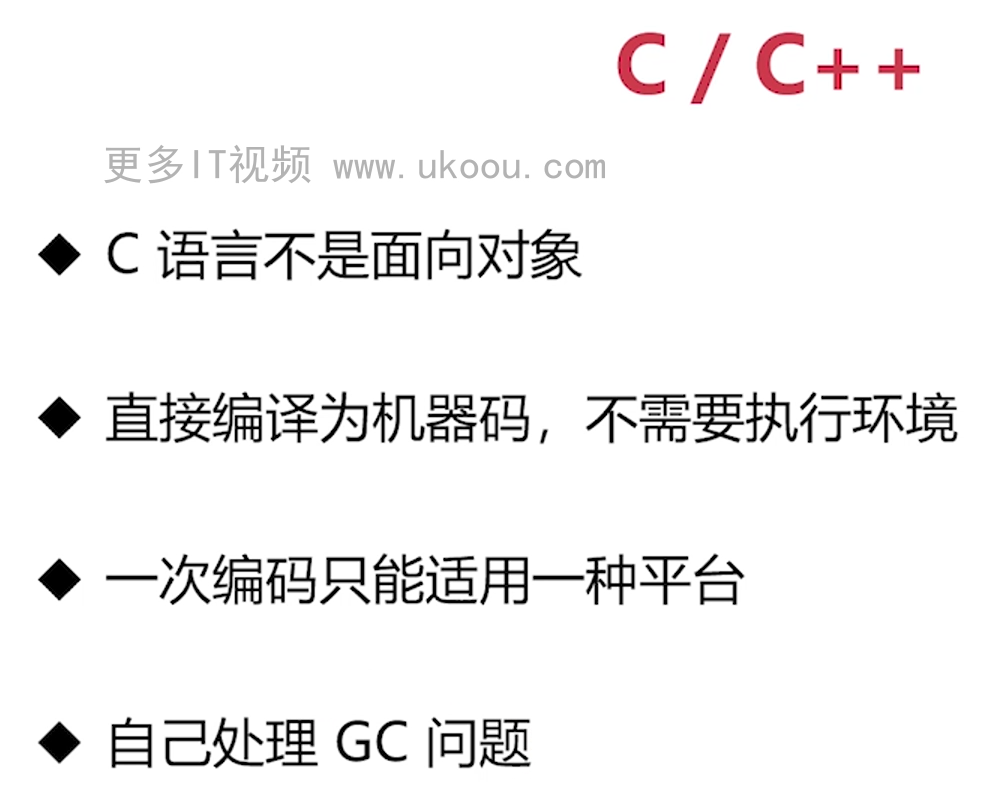 C / C++
更多IT视频 www.ukoou.com
◆ C 语言不是面向对象
◆ 直接编译为机器码，不需要执行环境
◆ 一次编码只能适用一种平台
◆ 自己处理 GC 问题